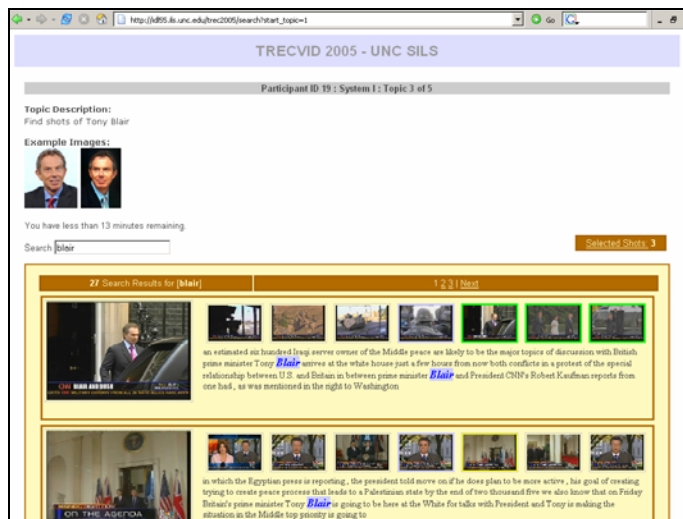 http://idl55.ils.unc.edu/trec2005/search?start_topic=1
Go
TRECVID 2005 - UNC SILS
Participant ID 19 : System I : Topic 3 of 5
Topic Description:
Find shots of Tony Blair
Example Images:
You have less than 13 minutes remaining.
Search blair
Selected Shots: 3
27 Search Results for [blair]
1 2 3 | Next
CNN BLAIR AND BUSH
an estimated six hundred Iraqi server owner of the Middle peace are likely to be the major topics of discussion with British
prime minister Tony Blair arrives at the white house just a few hours from now both conflicts in a protest of the special
relationship between U.S. and Britain in between prime minister Blair and President CNN's Robert Kaufman reports from
one had , as was mentioned in the right to Washington
ON THE AGENDA
in which the Egyptian press is reporting , the president told move on if he does plan to be more active , his goal of creating
trying to create peace process that leads to a Palestinian state by the end of two thousand five we also know that on Friday
Britain's prime minister Tony Blair is going to be here at the White for talks with President and Tony is making the
situation in the Middle top priority is going to